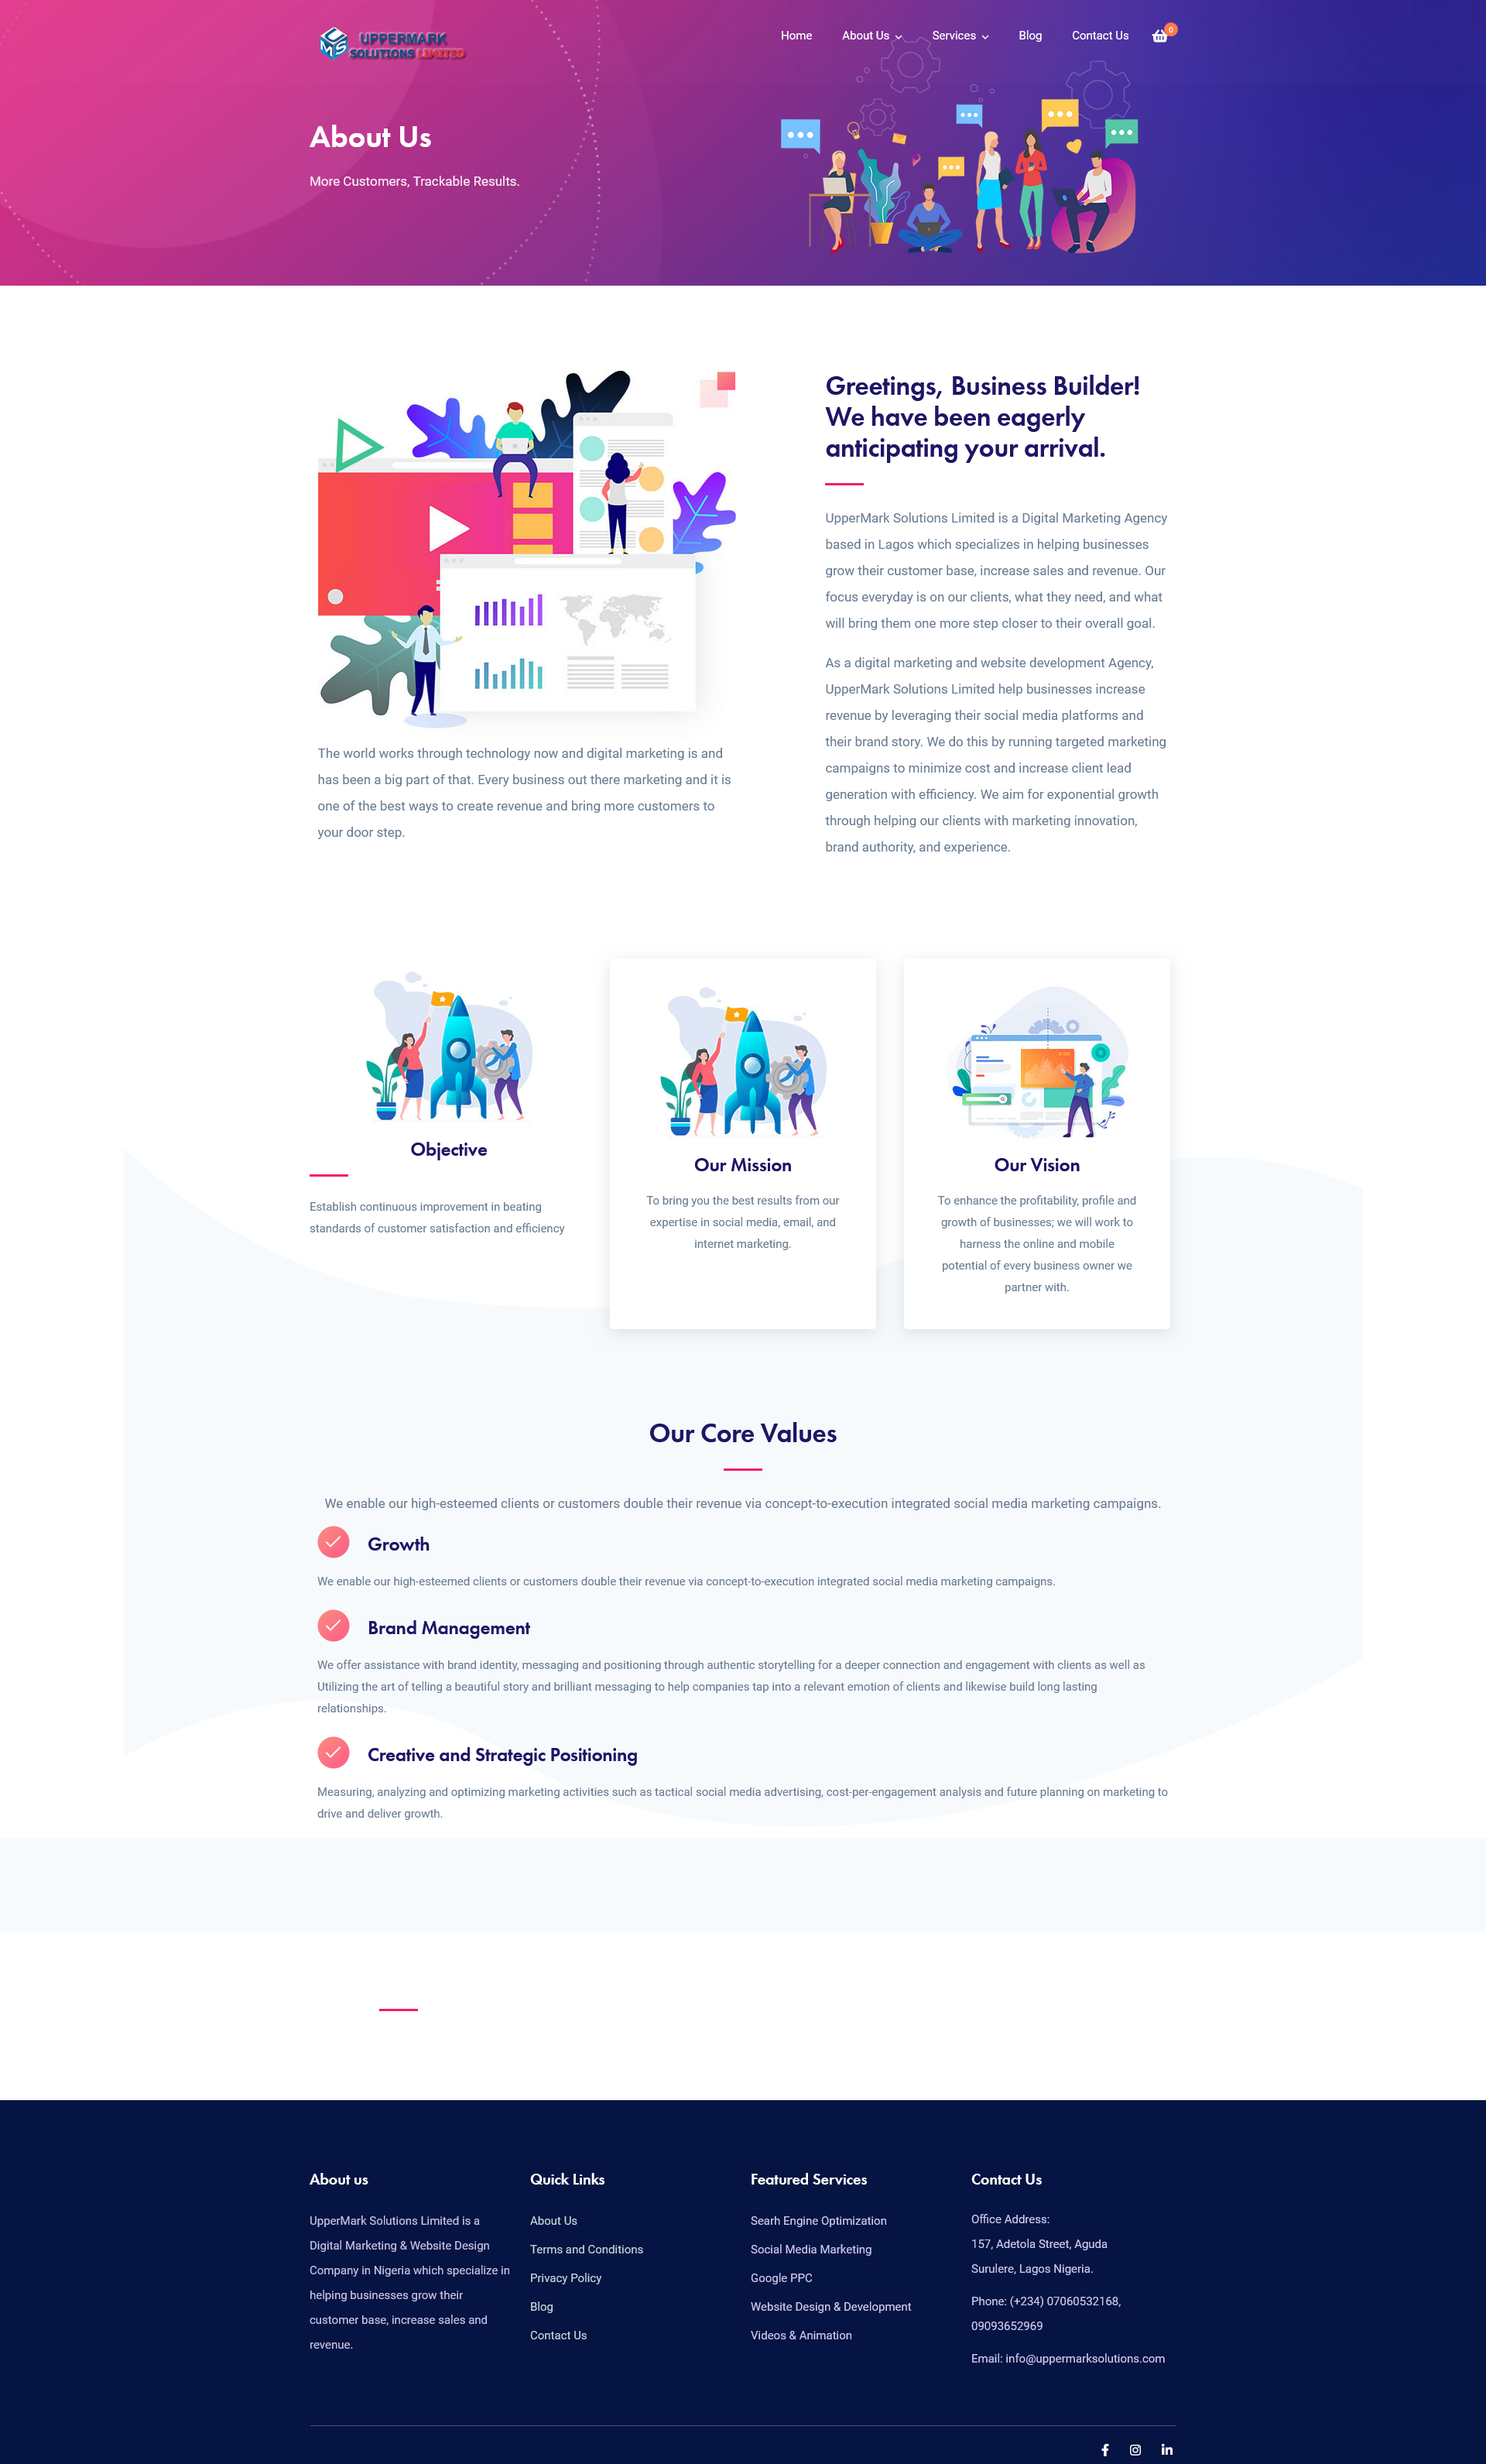 UPPERMARK
SOLUTIONS LIMITED
Home
About Us
Services
Blog
Contact Us
0
About Us
More Customers, Trackable Results.
Greetings, Business Builder!
We have been eagerly
anticipating your arrival.
UpperMark Solutions Limited is a Digital Marketing Agency
based in Lagos which specializes in helping businesses
grow their customer base, increase sales and revenue. Our
focus everyday is on our clients, what they need, and what
will bring them one more step closer to their overall goal.
As a digital marketing and website development Agency,
UpperMark Solutions Limited help businesses increase
revenue by leveraging their social media platforms and
their brand story. We do this by running targeted marketing
campaigns to minimize cost and increase client lead
generation with efficiency. We aim for exponential growth
through helping our clients with marketing innovation,
brand authority, and experience.
The world works through technology now and digital marketing is and
has been a big part of that. Every business out there marketing and it is
one of the best ways to create revenue and bring more customers to
your door step.
Objective
Establish continuous improvement in beating
standards of customer satisfaction and efficiency
Our Mission
To bring you the best results from our
expertise in social media, email, and
internet marketing.
Our Vision
To enhance the profitability, profile and
growth of businesses; we will work to
harness the online and mobile
potential of every business owner we
partner with.
Our Core Values
We enable our high-esteemed clients or customers double their revenue via concept-to-execution integrated social media marketing campaigns.
Growth
We enable our high-esteemed clients or customers double their revenue via concept-to-execution integrated social media marketing campaigns.
Brand Management
We offer assistance with brand identity, messaging and positioning through authentic storytelling for a deeper connection and engagement with clients as well as
Utilizing the art of telling a beautiful story and brilliant messaging to help companies tap into a relevant emotion of clients and likewise build long lasting
relationships.
Creative and Strategic Positioning
Measuring, analyzing and optimizing marketing activities such as tactical social media advertising, cost-per-engagement analysis and future planning on marketing to
drive and deliver growth.
About us
UpperMark Solutions Limited is a
Digital Marketing & Website Design
Company in Nigeria which specialize in
helping businesses grow their
customer base, increase sales and
revenue.
Quick Links
About Us
Terms and Conditions
Privacy Policy
Blog
Contact Us
Featured Services
Searh Engine Optimization
Social Media Marketing
Google PPC
Website Design & Development
Videos & Animation
Contact Us
Office Address:
157, Adetola Street, Aguda
Surulere, Lagos Nigeria.
Phone: (+234) 07060532168,
09093652969
Email: info@uppermarksolutions.com